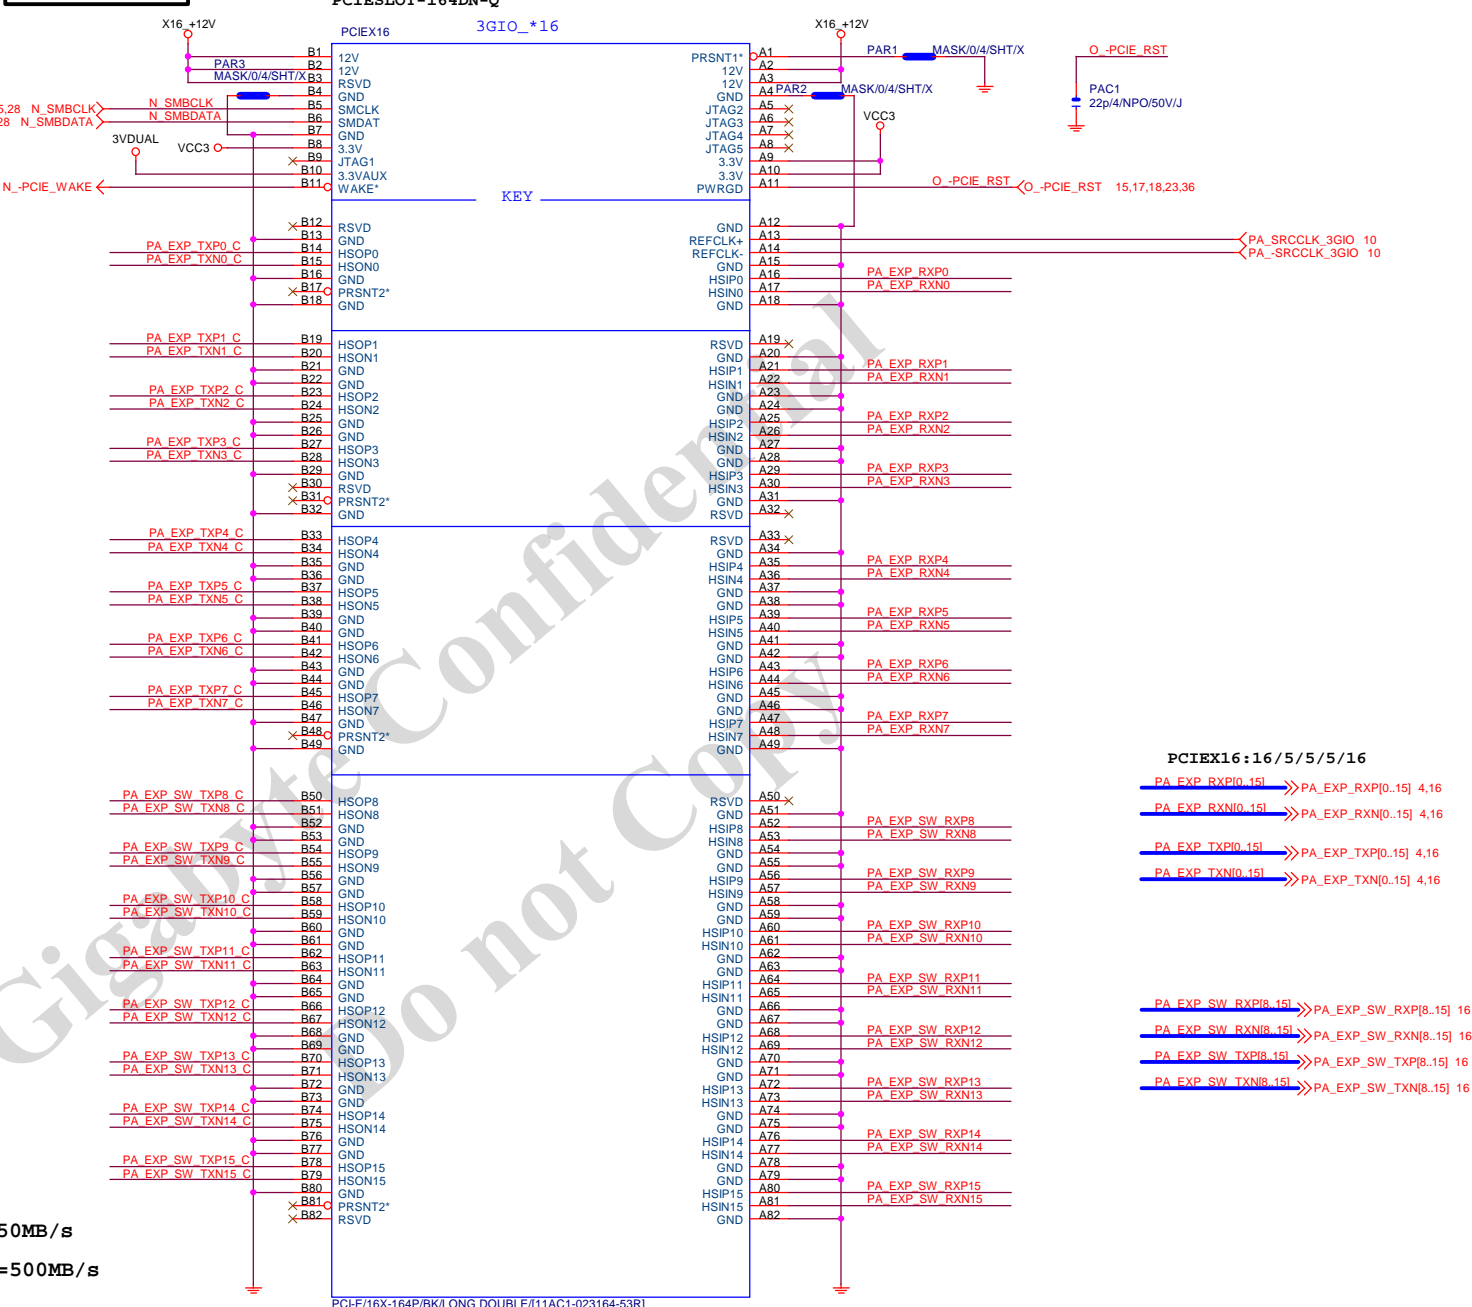 PCIESLOT-164DN-Q
X16_+12V
PCIEX16
3GIO_*16
X16_+12V
B1 12V
B2 12V
B3 RSVD
B4 GND
B5 SMCLK
B6 SMDAT
B7 GND
B8 3.3V
B9 JTAG1
B10 3.3VAUX
B11 WAKE*
PAR3
MASK/0/4/SHT/X
5,28 N_SMBCLK
N_SMBCLK
28 N_SMBDATA
N_SMBDATA
3VDUAL
VCC3
N_-PCIE_WAKE
PRSNT1* A1
12V A2
12V A3
GND A4
JTAG2 A5
JTAG3 A6
JTAG4 A7
JTAG5 A8
3.3V A9
3.3V A10
PWRGD A11
PAR1
MASK/0/4/SHT/X
PAR2
MASK/0/4/SHT/X
VCC3
O_-PCIE_RST
O_-PCIE_RST 15,17,18,23,36
O_-PCIE_RST
PAC1
22p/4/NPO/50V/J
KEY
B12 RSVD
B13 GND
PA_EXP_TXP0_C B14 HSOP0
PA_EXP_TXN0_C B15 HSON0
B16 GND
B17 PRSNT2*
B18 GND
GND A12
REFCLK+ A13 PA_SRCCLK_3GIO 10
REFCLK- A14 PA_-SRCCLK_3GIO 10
GND A15
HSIP0 A16 PA_EXP_RXP0
HSIN0 A17 PA_EXP_RXN0
GND A18
PA_EXP_TXP1_C B19 HSOP1
PA_EXP_TXN1_C B20 HSON1
B21 GND
B22 GND
PA_EXP_TXP2_C B23 HSOP2
PA_EXP_TXN2_C B24 HSON2
B25 GND
B26 GND
PA_EXP_TXP3_C B27 HSOP3
PA_EXP_TXN3_C B28 HSON3
B29 GND
B30 RSVD
B31 PRSNT2*
B32 GND
RSVD A19
GND A20
HSIP1 A21 PA_EXP_RXP1
HSIN1 A22 PA_EXP_RXN1
GND A23
GND A24
HSIP2 A25 PA_EXP_RXP2
HSIN2 A26 PA_EXP_RXN2
GND A27
GND A28
HSIP3 A29 PA_EXP_RXP3
HSIN3 A30 PA_EXP_RXN3
GND A31
RSVD A32
PA_EXP_TXP4_C B33 HSOP4
PA_EXP_TXN4_C B34 HSON4
B35 GND
B36 GND
PA_EXP_TXP5_C B37 HSOP5
PA_EXP_TXN5_C B38 HSON5
B39 GND
B40 GND
PA_EXP_TXP6_C B41 HSOP6
PA_EXP_TXN6_C B42 HSON6
B43 GND
B44 GND
PA_EXP_TXP7_C B45 HSOP7
PA_EXP_TXN7_C B46 HSON7
B47 GND
B48 PRSNT2*
B49 GND
RSVD A33
GND A34
HSIP4 A35 PA_EXP_RXP4
HSIN4 A36 PA_EXP_RXN4
GND A37
GND A38
HSIP5 A39 PA_EXP_RXP5
HSIN5 A40 PA_EXP_RXN5
GND A41
GND A42
HSIP6 A43 PA_EXP_RXP6
HSIN6 A44 PA_EXP_RXN6
GND A45
GND A46
HSIP7 A47 PA_EXP_RXP7
HSIN7 A48 PA_EXP_RXN7
GND A49
PA_EXP_SW_TXP8_C B50 HSOP8
PA_EXP_SW_TXN8_C B51 HSON8
B52 GND
B53 GND
PA_EXP_SW_TXP9_C B54 HSOP9
PA_EXP_SW_TXN9_C B55 HSON9
B56 GND
B57 GND
PA_EXP_SW_TXP10_C B58 HSOP10
PA_EXP_SW_TXN10_C B59 HSON10
B60 GND
B61 GND
PA_EXP_SW_TXP11_C B62 HSOP11
PA_EXP_SW_TXN11_C B63 HSON11
B64 GND
B65 GND
PA_EXP_SW_TXP12_C B66 HSOP12
PA_EXP_SW_TXN12_C B67 HSON12
B68 GND
B69 GND
PA_EXP_SW_TXP13_C B70 HSOP13
PA_EXP_SW_TXN13_C B71 HSON13
B72 GND
B73 GND
PA_EXP_SW_TXP14_C B74 HSOP14
PA_EXP_SW_TXN14_C B75 HSON14
B76 GND
B77 GND
PA_EXP_SW_TXP15_C B78 HSOP15
PA_EXP_SW_TXN15_C B79 HSON15
B80 GND
B81 PRSNT2*
B82 RSVD
RSVD A50
GND A51
HSIP8 A52 PA_EXP_SW_RXP8
HSIN8 A53 PA_EXP_SW_RXN8
GND A54
GND A55
HSIP9 A56 PA_EXP_SW_RXP9
HSIN9 A57 PA_EXP_SW_RXN9
GND A58
GND A59
HSIP10 A60 PA_EXP_SW_RXP10
HSIN10 A61 PA_EXP_SW_RXN10
GND A62
GND A63
HSIP11 A64 PA_EXP_SW_RXP11
HSIN11 A65 PA_EXP_SW_RXN11
GND A66
GND A67
HSIP12 A68 PA_EXP_SW_RXP12
HSIN12 A69 PA_EXP_SW_RXN12
GND A70
GND A71
HSIP13 A72 PA_EXP_SW_RXP13
HSIN13 A73 PA_EXP_SW_RXN13
GND A74
GND A75
HSIP14 A76 PA_EXP_SW_RXP14
HSIN14 A77 PA_EXP_SW_RXN14
GND A78
GND A79
HSIP15 A80 PA_EXP_SW_RXP15
HSIN15 A81 PA_EXP_SW_RXN15
GND A82
PCIEX16:16/5/5/5/16
PA_EXP_RXP[0..15] PA_EXP_RXP[0..15] 4,16
PA_EXP_RXN[0..15] PA_EXP_RXN[0..15] 4,16
PA_EXP_TXP[0..15] PA_EXP_TXP[0..15] 4,16
PA_EXP_TXN[0..15] PA_EXP_TXN[0..15] 4,16
PA_EXP_SW_RXP[8..15] PA_EXP_SW_RXP[8..15] 16
PA_EXP_SW_RXN[8..15] PA_EXP_SW_RXN[8..15] 16
PA_EXP_SW_TXP[8..15] PA_EXP_SW_TXP[8..15] 16
PA_EXP_SW_TXN[8..15] PA_EXP_SW_TXN[8..15] 16
50MB/s
=500MB/s
PCI-E/16X-164P/BK/LONG DOUBLE/[11AC1-023164-53R]
Gigabyte Confidential
Do not Copy